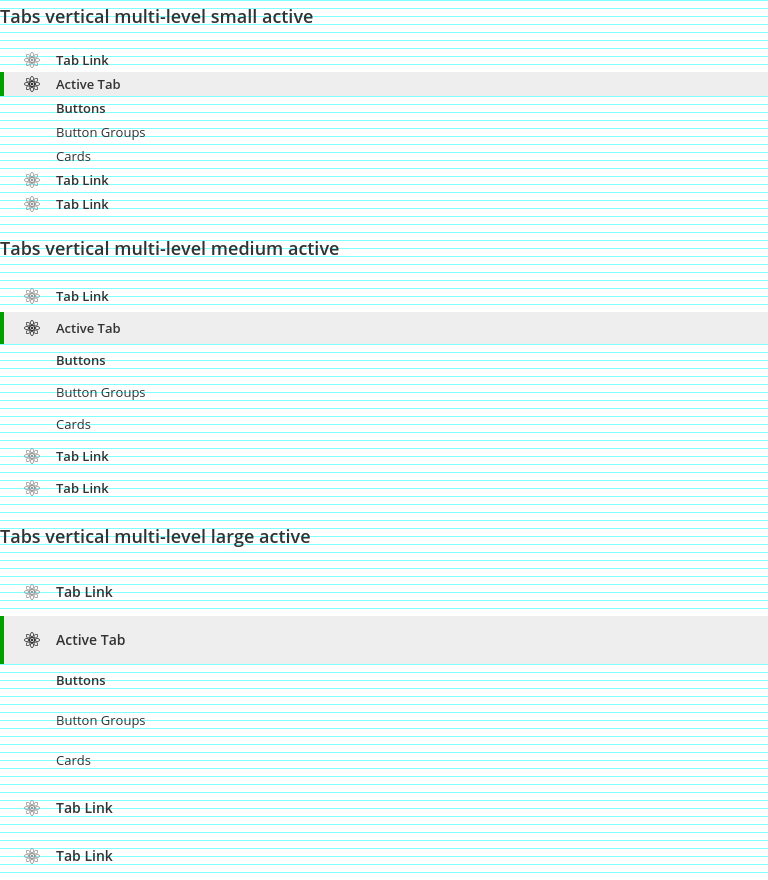 Tabs vertical multi-level small active
Tab Link
Active Tab
Buttons
Button Groups
Cards
Tab Link
Tab Link
Tabs vertical multi-level medium active
Tab Link
Active Tab
Buttons
Button Groups
Cards
Tab Link
Tab Link
Tabs vertical multi-level large active
Tab Link
Active Tab
Buttons
Button Groups
Cards
Tab Link
Tab Link